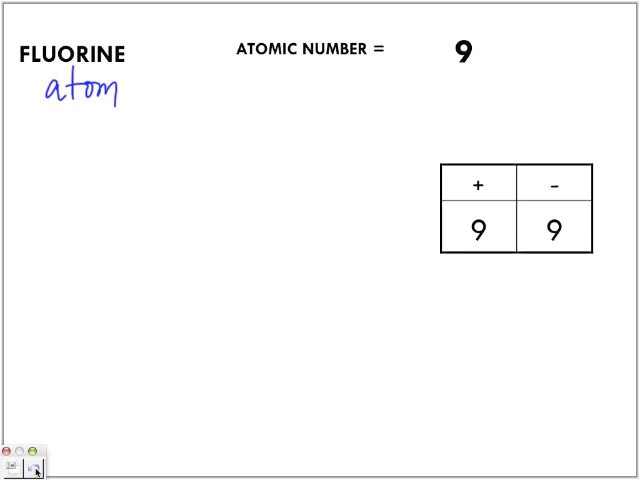 FLUORINE
ATOMIC NUMBER = 9
atom
+ -
9 9